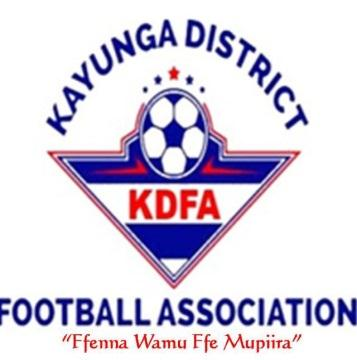 KAYUNGA DISTRICT
KDFA
FOOTBALL ASSOCIATION
"Ffenna Wamu Ffe Mupiira"